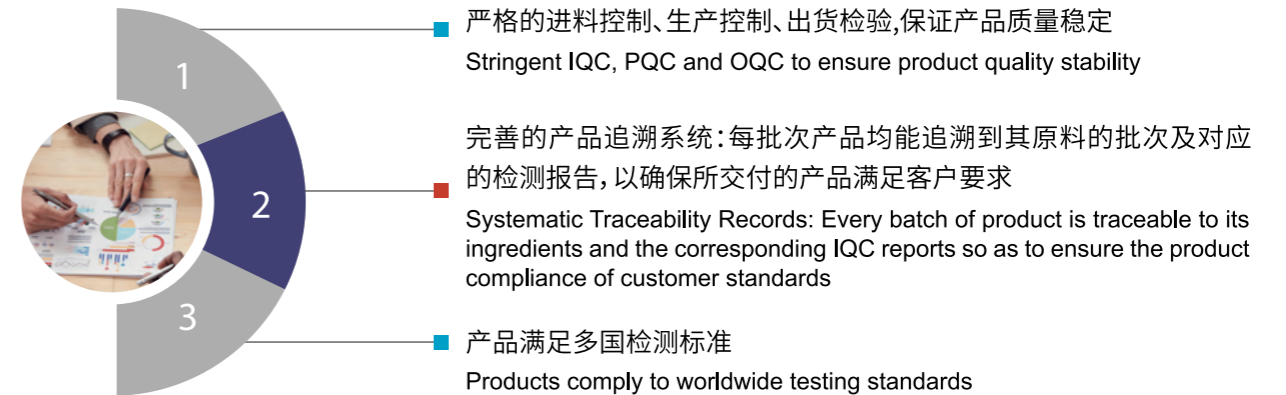 1
严格的进料控制、生产控制、出货检验,保证产品质量稳定
Stringent IQC, PQC and OQC to ensure product quality stability
2
完善的产品追溯系统：每批次产品均能追溯到其原料的批次及对应
的检测报告，以确保所交付的产品满足客户要求
Systematic Traceability Records: Every batch of product is traceable to its
ingredients and the corresponding IQC reports so as to ensure the product
compliance of customer standards
3
产品满足多国检测标准
Products comply to worldwide testing standards